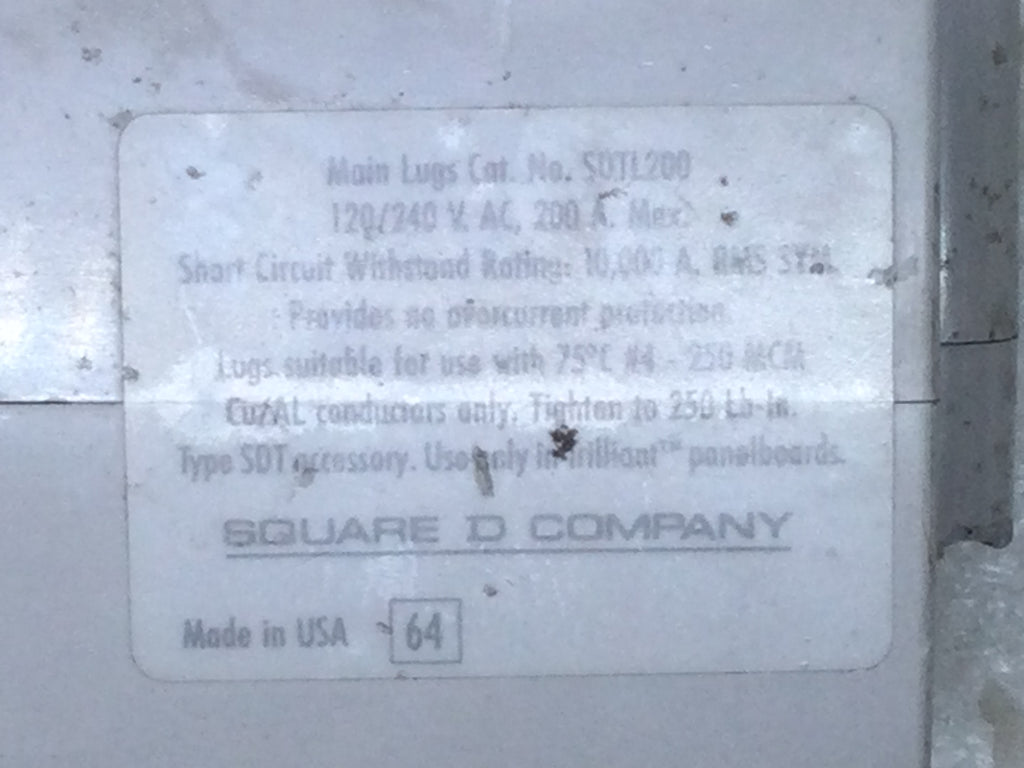 Main Lugs Cat. No. SDTL200
120/240 V. AC, 200 A. Max.
Short Circuit Withstand Rating: 10,000 A. RMS SYM.
Provides no overcurrent protection.
Lugs suitable for use with 75°C #4 - 250 MCM
Cu/AL conductors only. Tighten to 250 Lb-In.
Type SDT accessory. Use only in Trilliant™ panelboards.
SQUARE D COMPANY
Made in USA 64